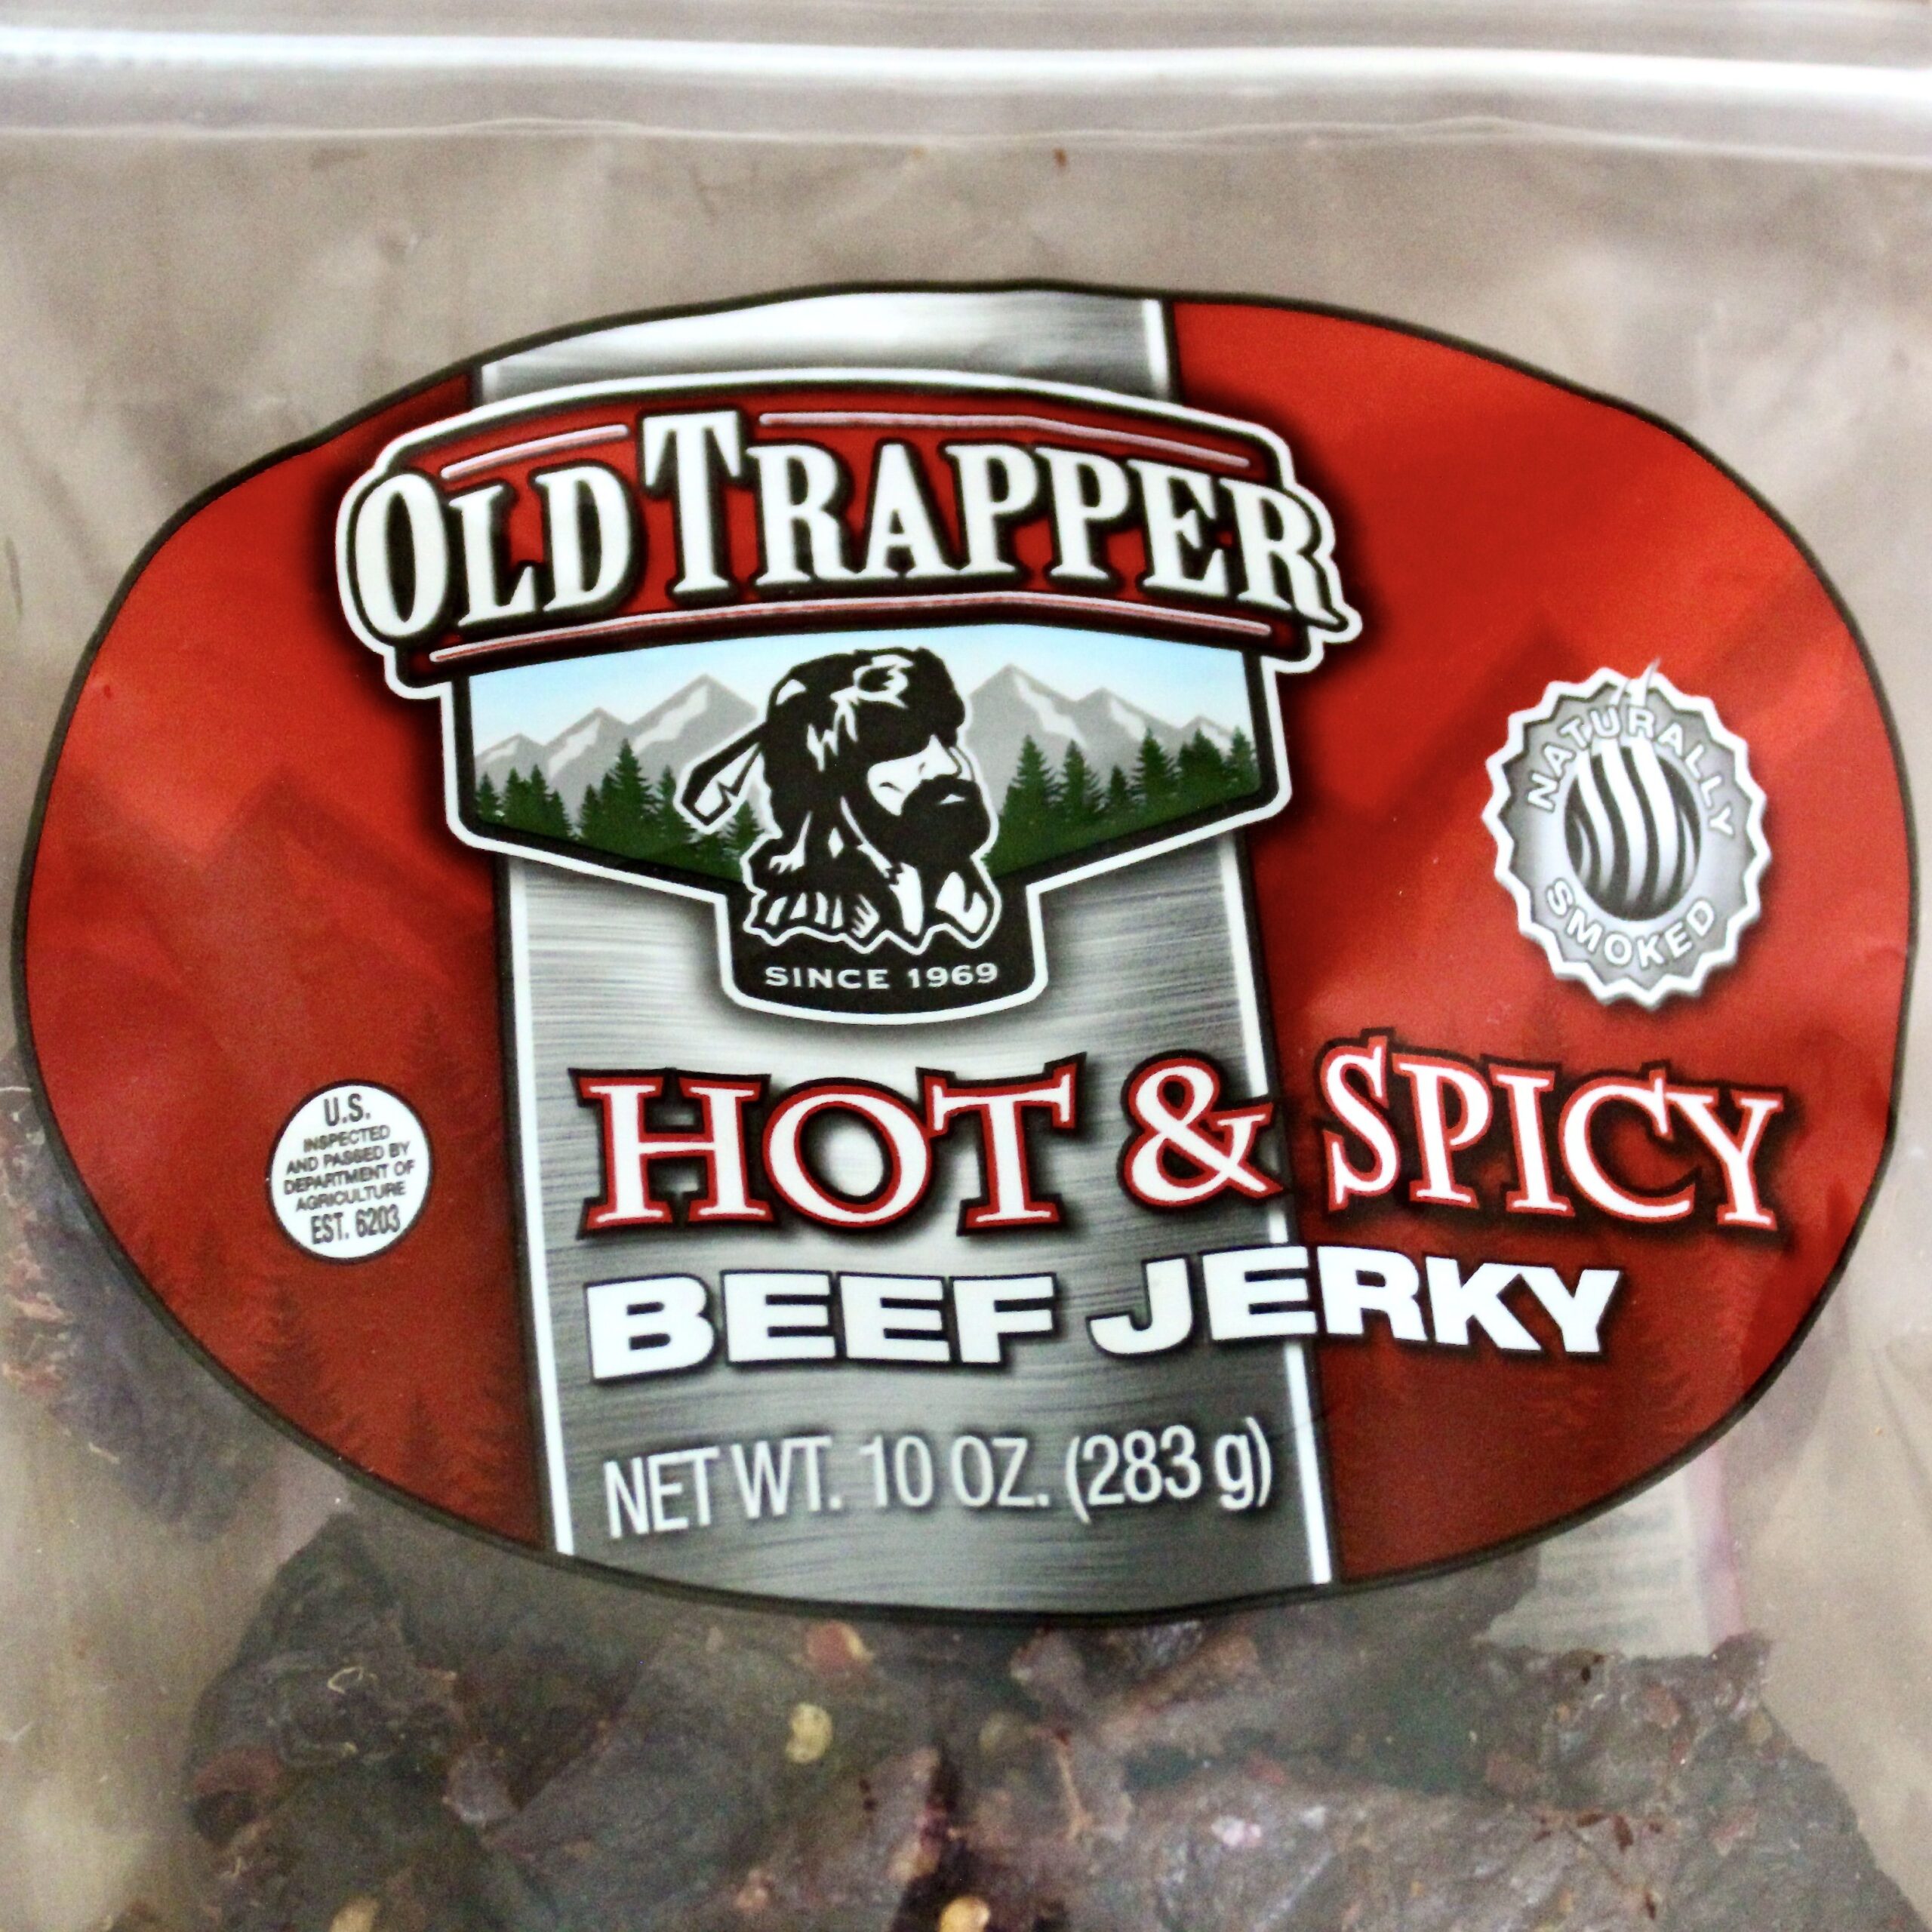 OLD TRAPPER
SINCE 1969
NATURALLY
SMOKED
HOT & SPICY
BEEF JERKY
NET WT. 10 OZ. (283 g)
U.S.
INSPECTED
AND PASSED BY
DEPARTMENT OF
AGRICULTURE
EST. 6203